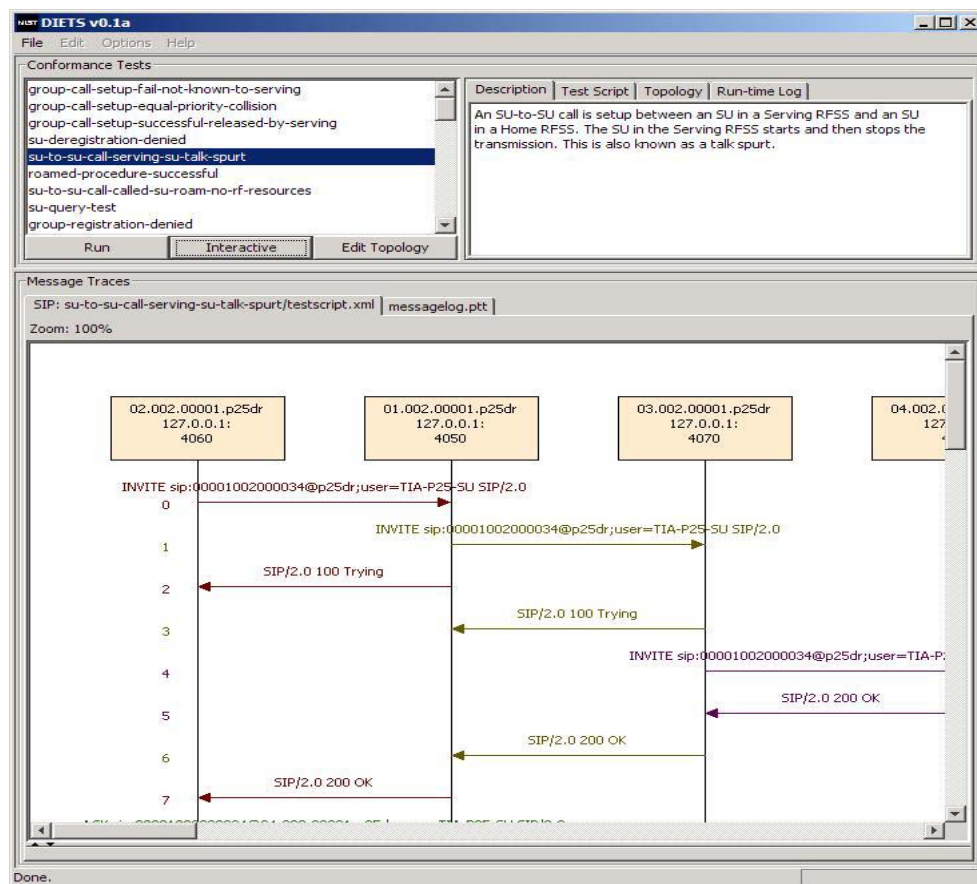 NIST DIETS v0.1a
File Edit Options Help
Conformance Tests
group-call-setup-fail-not-known-to-serving
group-call-setup-equal-priority-collision
group-call-setup-successful-released-by-serving
su-deregistration-denied
su-to-su-call-serving-su-talk-spurt
roamed-procedure-successful
su-to-su-call-called-su-roam-no-rf-resources
su-query-test
group-registration-denied
Run Interactive Edit Topology
Description Test Script Topology Run-time Log
An SU-to-SU call is setup between an SU in a Serving RFSS and an SU
in a Home RFSS. The SU in the Serving RFSS starts and then stops the
transmission. This is also known as a talk spurt.
Message Traces
SIP: su-to-su-call-serving-su-talk-spurt/testscript.xml messagelog.ptt
Zoom: 100%
02.002.00001.p25dr
127.0.0.1:
4060
01.002.00001.p25dr
127.0.0.1:
4050
03.002.00001.p25dr
127.0.0.1:
4070
04.002.
127
INVITE sip:00001002000034@p25dr;user=TIA-P25-SU SIP/2.0
0
INVITE sip:00001002000034@p25dr;user=TIA-P25-SU SIP/2.0
1
SIP/2.0 100 Trying
2
SIP/2.0 100 Trying
3
INVITE sip:00001002000034@p25dr;user=TIA-P
4
SIP/2.0 200 OK
5
SIP/2.0 200 OK
6
SIP/2.0 200 OK
7
Done.